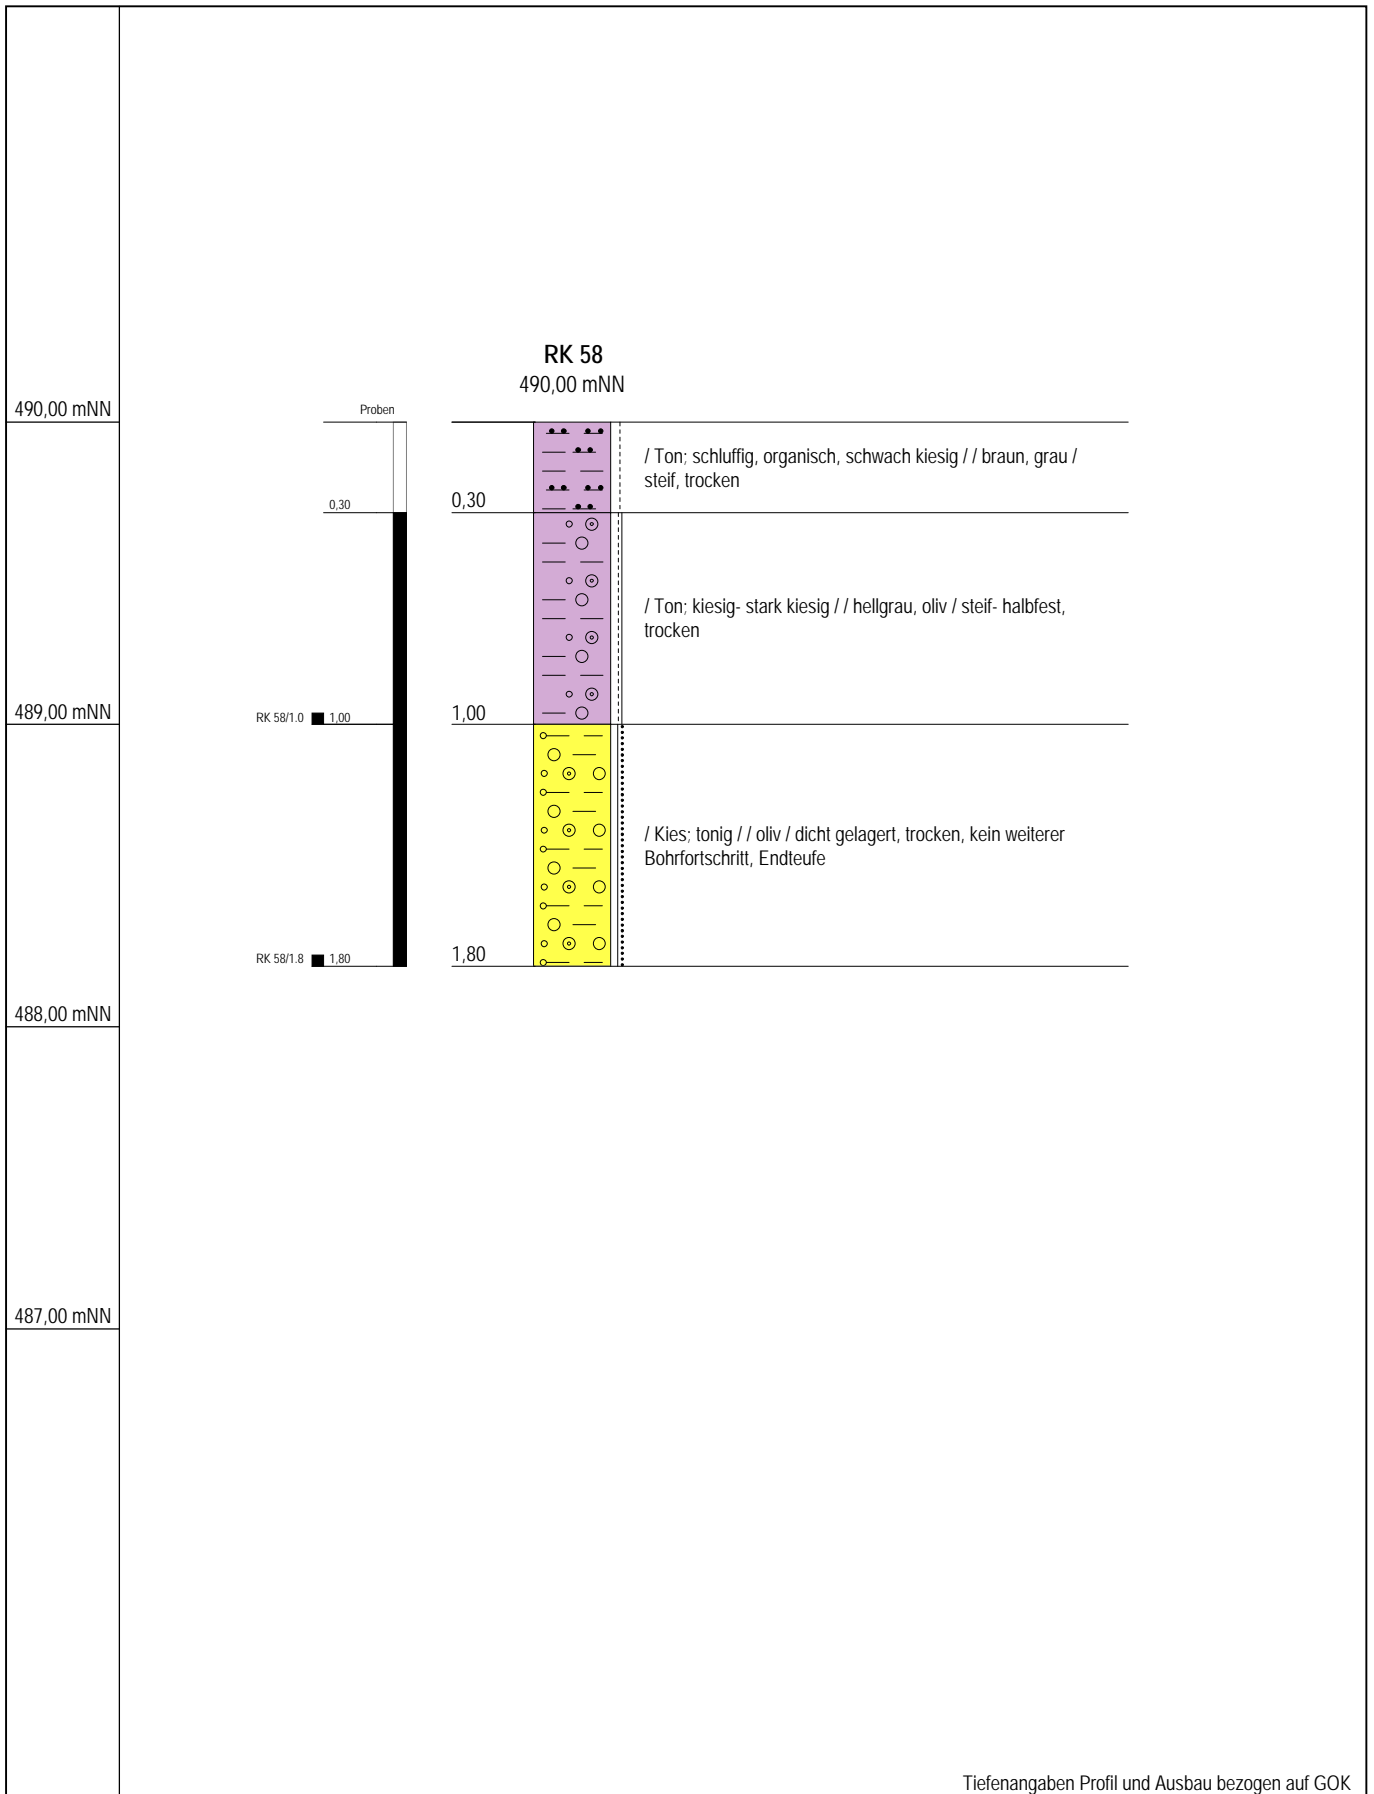 RK 58
490,00 mNN
490,00 mNN
Proben
/ Ton; schluffig, organisch, schwach kiesig / / braun, grau /
steif, trocken
0,30
0,30
/ Ton; kiesig- stark kiesig / / hellgrau, oliv / steif- halbfest,
trocken
489,00 mNN
RK 58/1.0
1,00
1,00
/ Kies; tonig / / oliv / dicht gelagert, trocken, kein weiterer
Bohrfortschritt, Endteufe
RK 58/1.8
1,80
1,80
488,00 mNN
487,00 mNN
Tiefenangaben Profil und Ausbau bezogen auf GOK